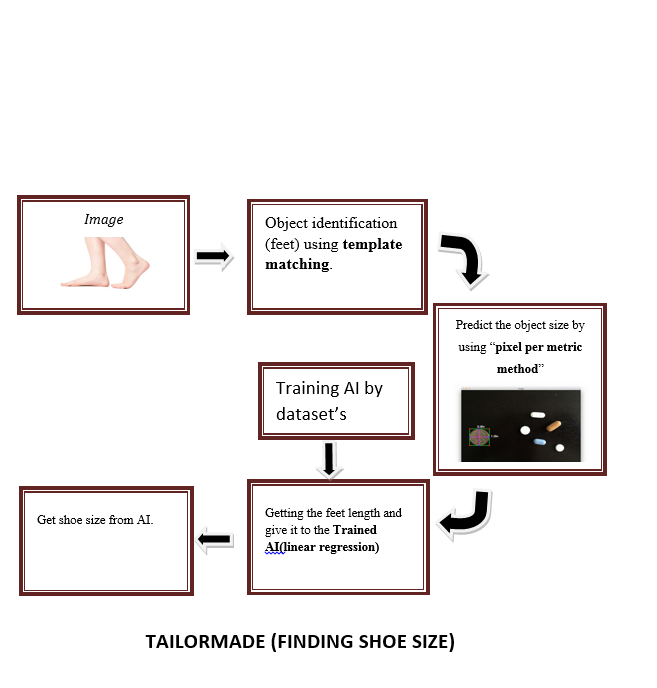 Image
Object identification
(feet) using template
matching.
Predict the object size by
using “pixel per metric
method”
Training AI by
dataset’s
Getting the feet length and
give it to the Trained
AI(linear regression)
Get shoe size from AI.
TAILORMADE (FINDING SHOE SIZE)